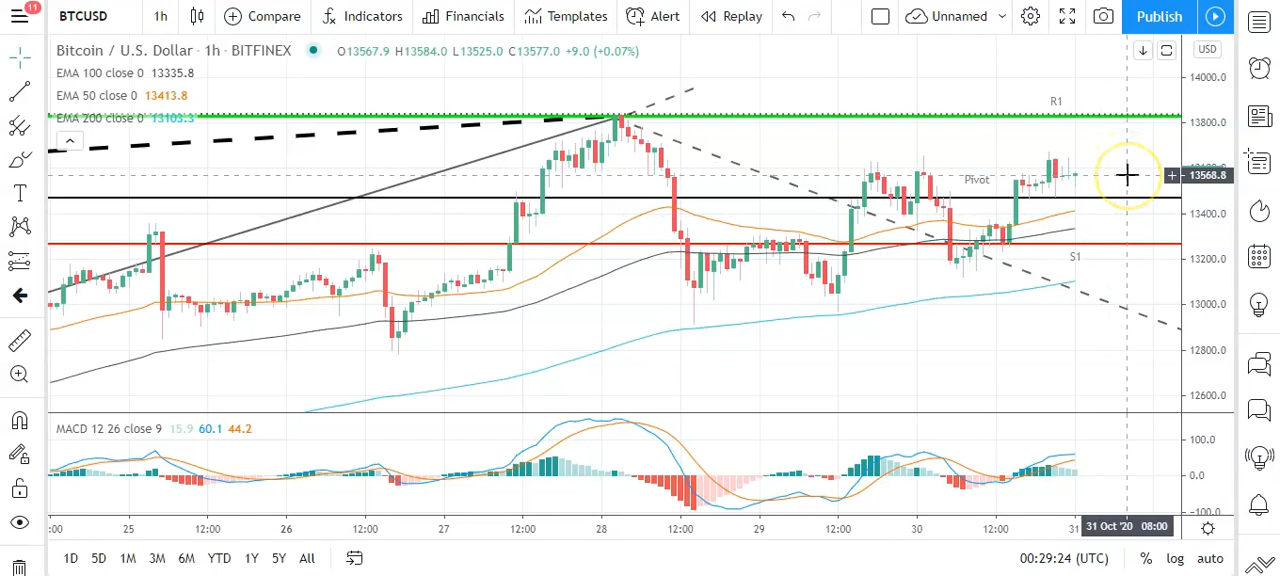 11
BTCUSD 1h Compare Indicators Financials Templates Alert Replay Unnamed Publish
Bitcoin / U.S. Dollar · 1h · BITFINEX O13567.9 H13584.0 L13525.0 C13577.0 +9.0 (+0.07%) USD
EMA 100 close 0 13335.8
14000.0
EMA 50 close 0 13413.8
R1
EMA 200 close 0 13103.3
13800.0
Pivot
13568.8
13400.0
S1
13200.0
13000.0
12800.0
12600.0
MACD 12 26 close 9 15.9 60.1 44.2
100.0
0.0
-100.0
:00 25 12:00 26 12:00 27 12:00 28 12:00 29 12:00 30 12:00 31 31 Oct '20 08:00
1D 5D 1M 3M 6M YTD 1Y 5Y All 00:29:24 (UTC) % log auto